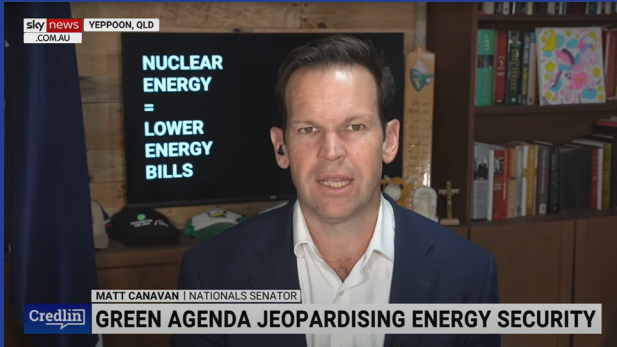 sky news
.COM.AU
YEPPOON, QLD
NUCLEAR
ENERGY
=
LOWER
ENERGY
BILLS
MATT CANAVAN | NATIONALS SENATOR
Credlin
GREEN AGENDA JEOPARDISING ENERGY SECURITY